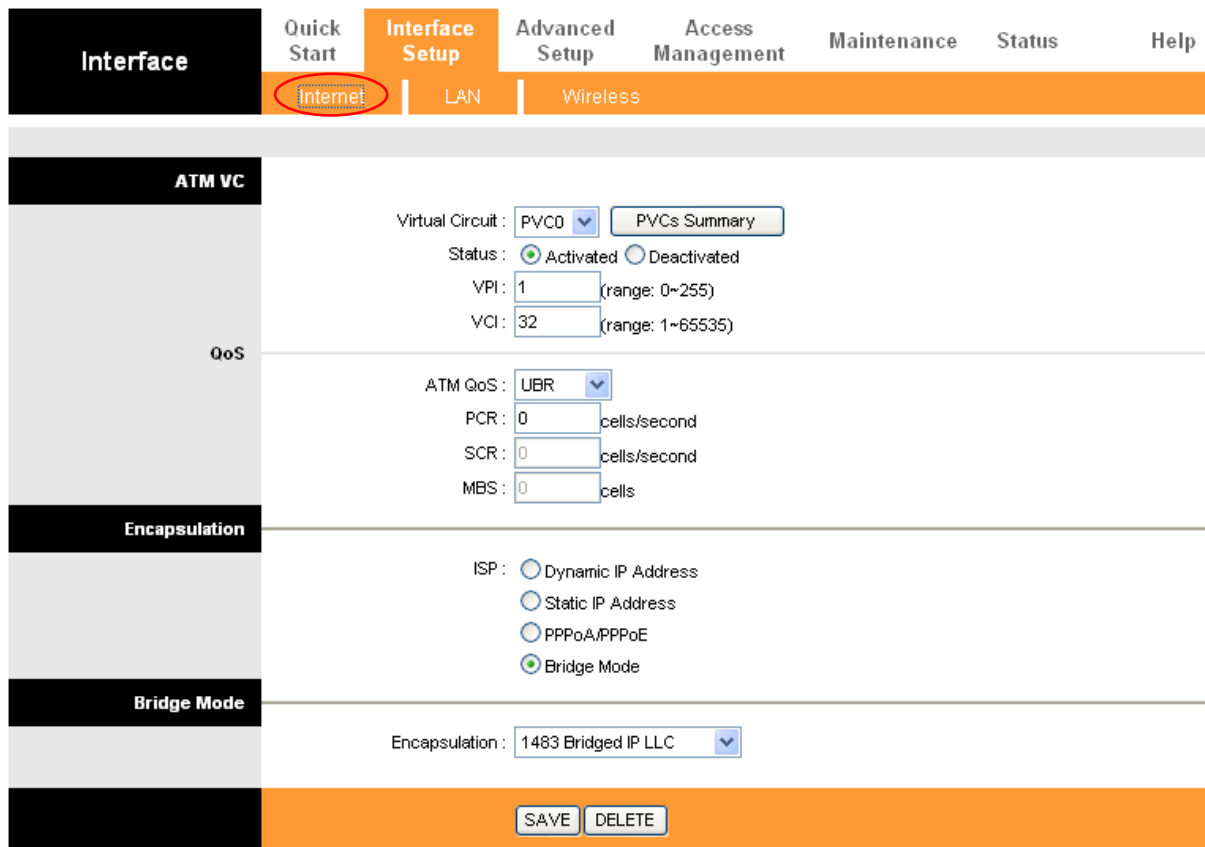 Interface
Quick Start
Interface Setup
Advanced Setup
Access Management
Maintenance
Status
Help
Internet
LAN
Wireless
ATM VC
Virtual Circuit : PVC0 PVCs Summary
Status : Activated Deactivated
VPI : 1 (range: 0~255)
VCI : 32 (range: 1~65535)
QoS
ATM QoS : UBR
PCR : 0 cells/second
SCR : 0 cells/second
MBS : 0 cells
Encapsulation
ISP : Dynamic IP Address
Static IP Address
PPPoA/PPPoE
Bridge Mode
Bridge Mode
Encapsulation : 1483 Bridged IP LLC
SAVE DELETE